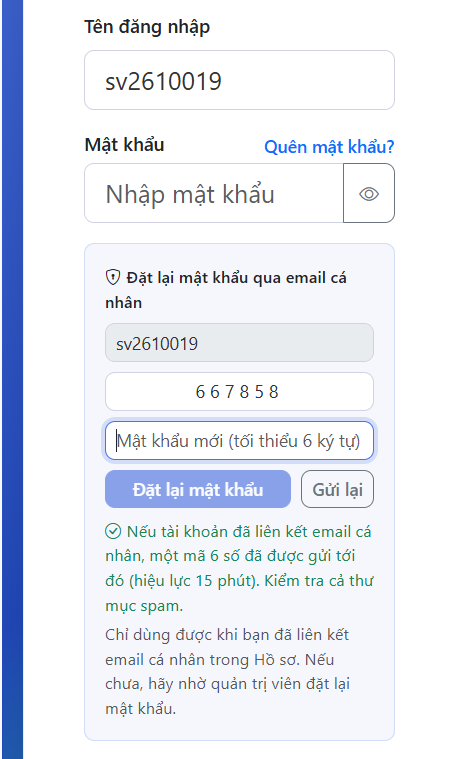 Tên đăng nhập
sv2610019
Mật khẩu
Quên mật khẩu?
Nhập mật khẩu
Đặt lại mật khẩu qua email cá
nhân
sv2610019
667858
Mật khẩu mới (tối thiểu 6 ký tự)
Đặt lại mật khẩu
Gửi lại
Nếu tài khoản đã liên kết email cá
nhân, một mã 6 số đã được gửi tới
đó (hiệu lực 15 phút). Kiểm tra cả thư
mục spam.
Chỉ dùng được khi bạn đã liên kết
email cá nhân trong Hồ sơ. Nếu
chưa, hãy nhờ quản trị viên đặt lại
mật khẩu.